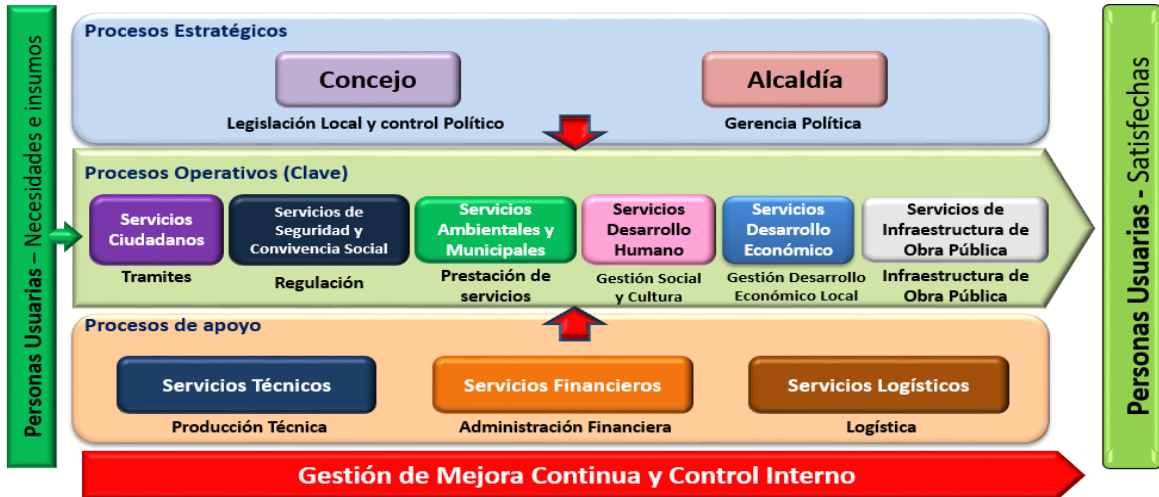 Personas Usuarias – Necesidades e insumos
Procesos Estratégicos
Concejo
Alcaldía
Legislación Local y control Político
Gerencia Política
Procesos Operativos (Clave)
Servicios
Ciudadanos
Tramites
Servicios de
Seguridad y
Convivencia Social
Regulación
Servicios
Ambientales y
Municipales
Prestación de
servicios
Servicios
Desarrollo
Humano
Gestión Social
y Cultura
Servicios
Desarrollo
Económico
Gestión Desarrollo
Económico Local
Servicios de
Infraestructura de
Obra Pública
Infraestructura de
Obra Pública
Procesos de apoyo
Servicios Técnicos
Producción Técnica
Servicios Financieros
Administración Financiera
Servicios Logísticos
Logística
Gestión de Mejora Continua y Control Interno
Personas Usuarias - Satisfechas